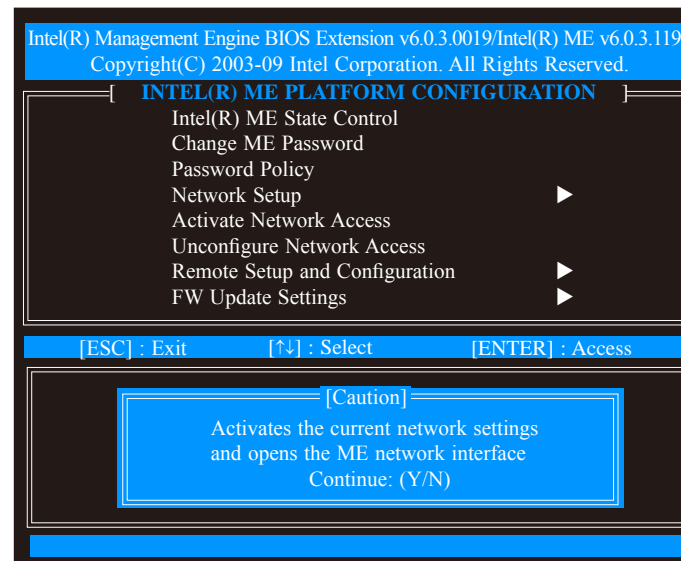 Intel(R) Management Engine BIOS Extension v6.0.3.0019/Intel(R) ME v6.0.3.119
Copyright(C) 2003-09 Intel Corporation. All Rights Reserved.
[ INTEL(R) ME PLATFORM CONFIGURATION ]
Intel(R) ME State Control
Change ME Password
Password Policy
Network Setup ▶
Activate Network Access
Unconfigure Network Access
Remote Setup and Configuration ▶
FW Update Settings ▶
[ESC] : Exit [↑↓] : Select [ENTER] : Access
[Caution]
Activates the current network settings
and opens the ME network interface
Continue: (Y/N)